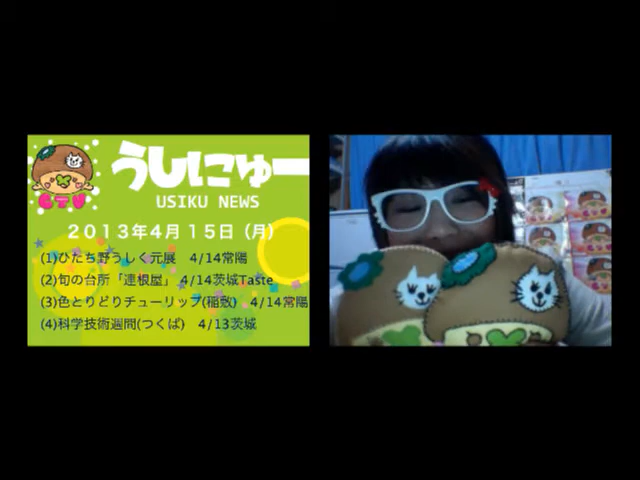 うしにゅー
USIKU NEWS
CTV
2013年4月15日(月)
(1)ひたち野うしく元展 4/14常陽
(2)旬の台所「連根屋」4/14茨城Taste
(3)色とりどりチューリップ(稲敷) 4/14常陽
(4)科学技術週間(つくば) 4/13茨城